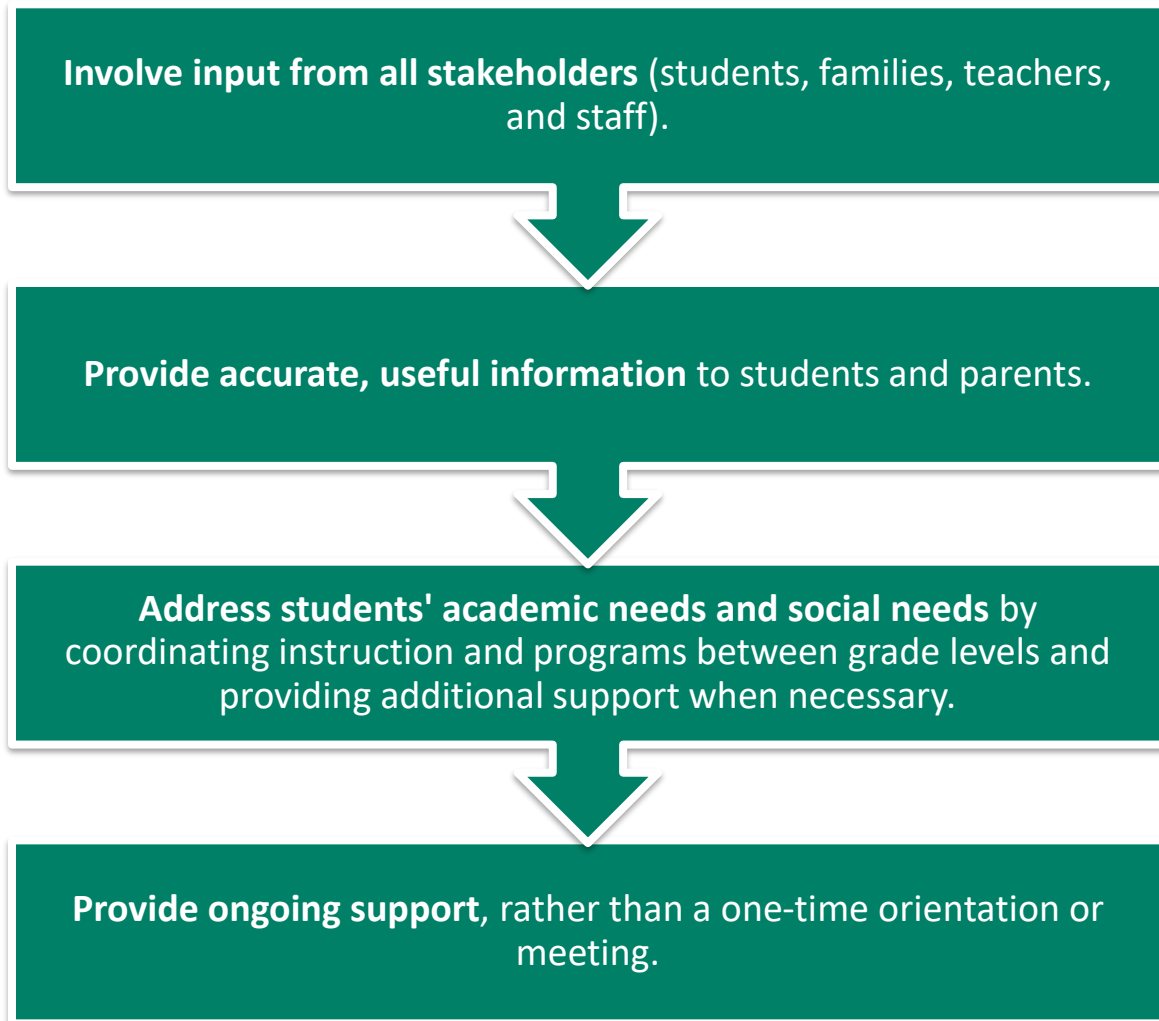 Involve input from all stakeholders (students, families, teachers,
and staff).
Provide accurate, useful information to students and parents.
Address students' academic needs and social needs by
coordinating instruction and programs between grade levels and
providing additional support when necessary.
Provide ongoing support, rather than a one-time orientation or
meeting.